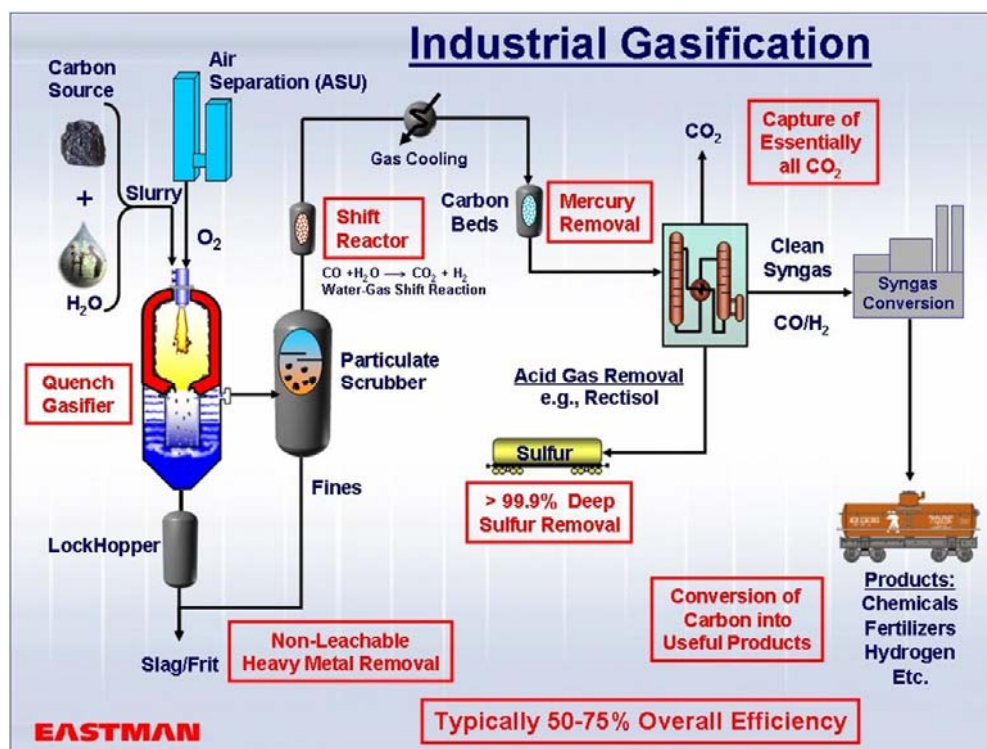 Industrial Gasification
Carbon
Source
Air
Separation (ASU)
+
Slurry
H₂O
O₂
Gas Cooling
Shift
Reactor
CO +H₂O → CO₂ + H₂
Water-Gas Shift Reaction
Carbon
Beds
Mercury
Removal
CO₂
Capture of
Essentially
all CO₂
Clean
Syngas
CO/H₂
Syngas
Conversion
Quench
Gasifier
Particulate
Scrubber
Acid Gas Removal
e.g., Rectisol
Sulfur
> 99.9% Deep
Sulfur Removal
Fines
LockHopper
Slag/Frit
Non-Leachable
Heavy Metal Removal
Conversion of
Carbon into
Useful Products
Products:
Chemicals
Fertilizers
Hydrogen
Etc.
EASTMAN
Typically 50-75% Overall Efficiency